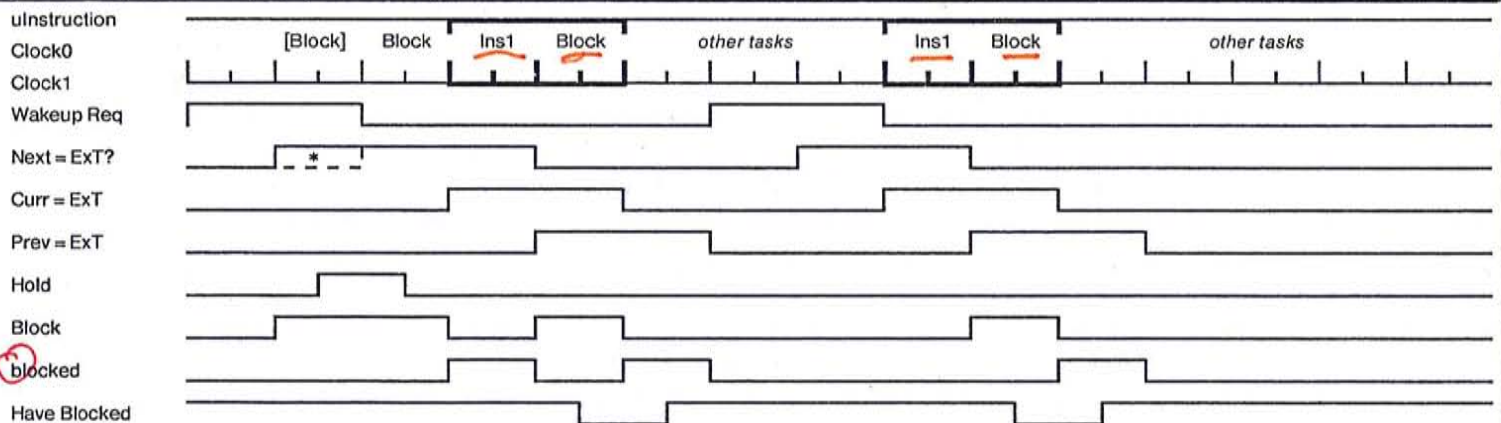 uInstruction
[Block] Block Ins1 Block other tasks Ins1 Block other tasks
Clock0
Clock1
Wakeup Req
Next = ExT?
*
Curr = ExT
Prev = ExT
Hold
Block
blocked
Have Blocked